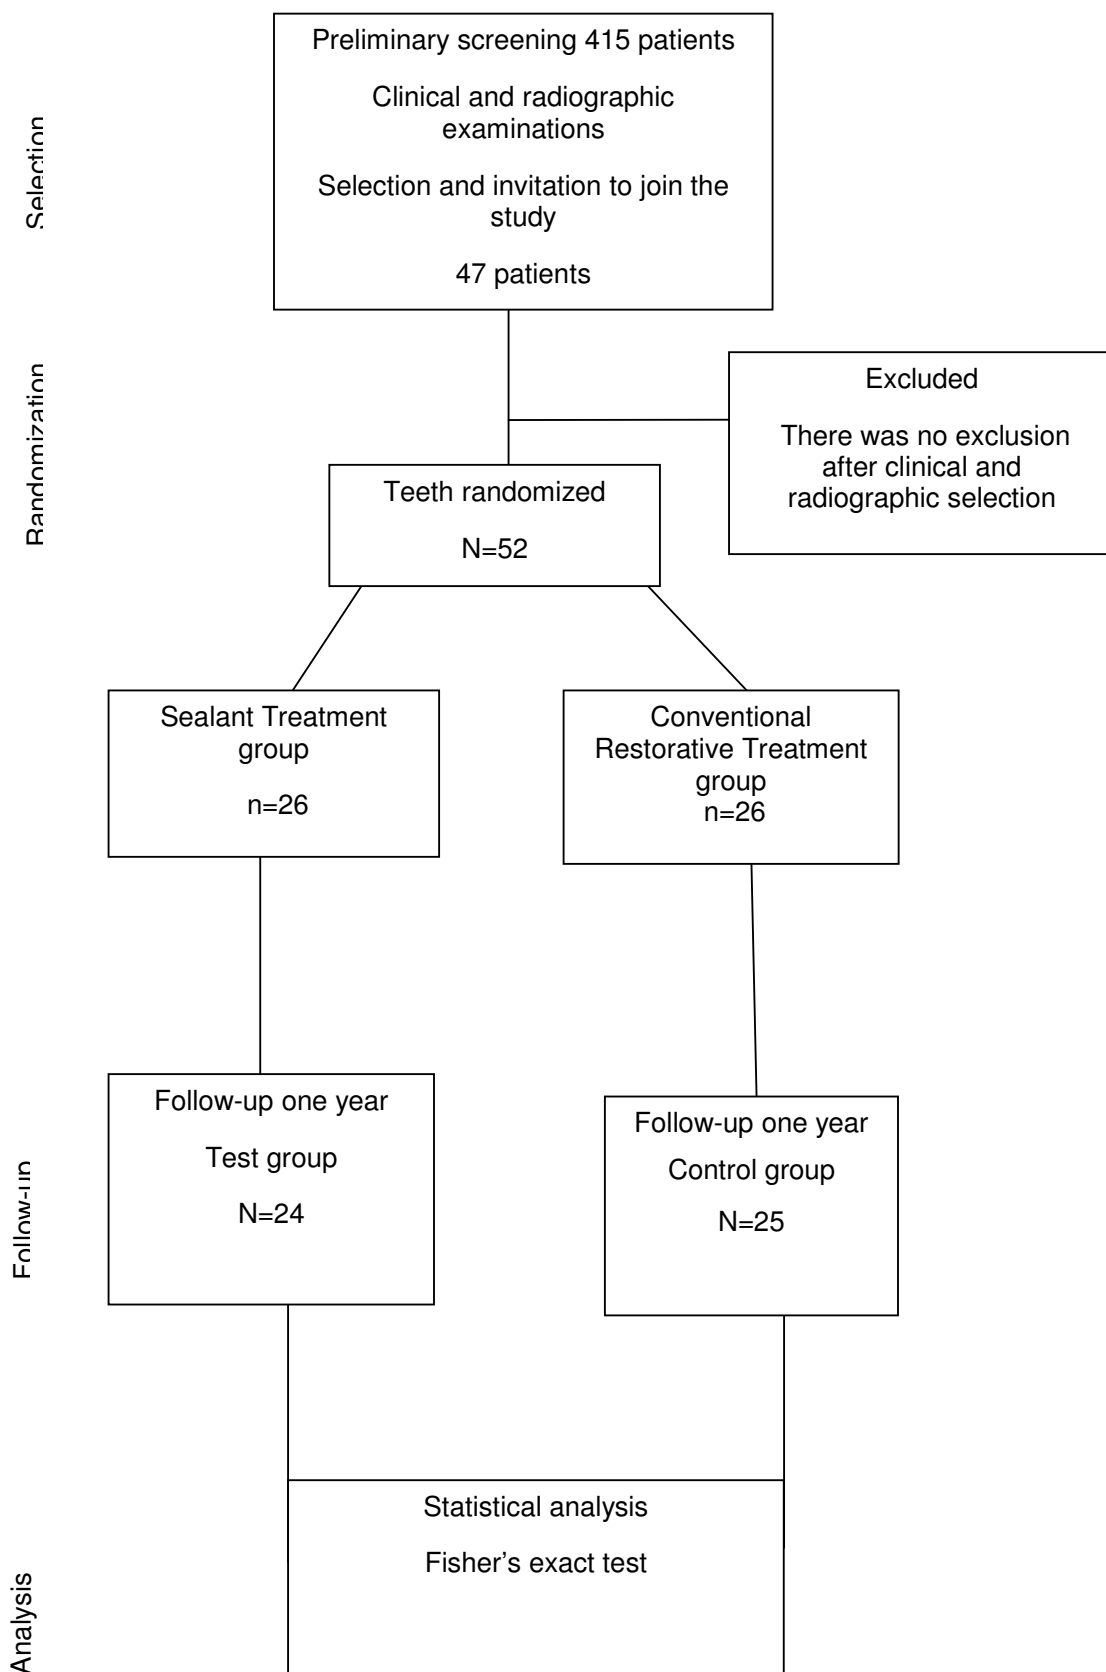 Preliminary screening 415 patients
Clinical and radiographic
examinations
Selection and invitation to join the
study
47 patients
Selection
Excluded
There was no exclusion
after clinical and
radiographic selection
Randomization
Teeth randomized
N=52
Sealant Treatment
group
n=26
Conventional
Restorative Treatment
group
n=26
Follow-up one year
Test group
N=24
Follow-up one year
Control group
N=25
Follow-up
Statistical analysis
Fisher’s exact test
Analysis